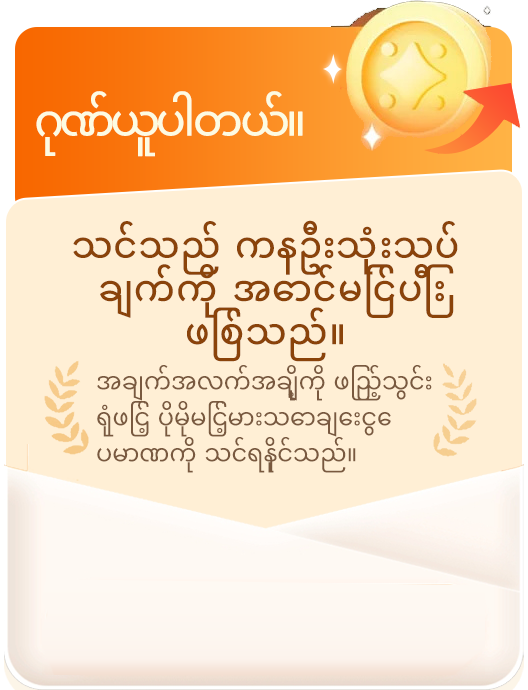 ဂုဏ်ယူပါတယ်။
သင်သည် ကနဦးသုံးသပ်
ချက်ကို အောင်မြင်ပြီး
ဖြစ်သည်။
အချက်အလက်အချို့ကို ဖြည့်သွင်း
ရုံဖြင့် ပိုမိုမြင့်မားသောချေးငွေ
ပမာဏကို သင်ရနိုင်သည်။